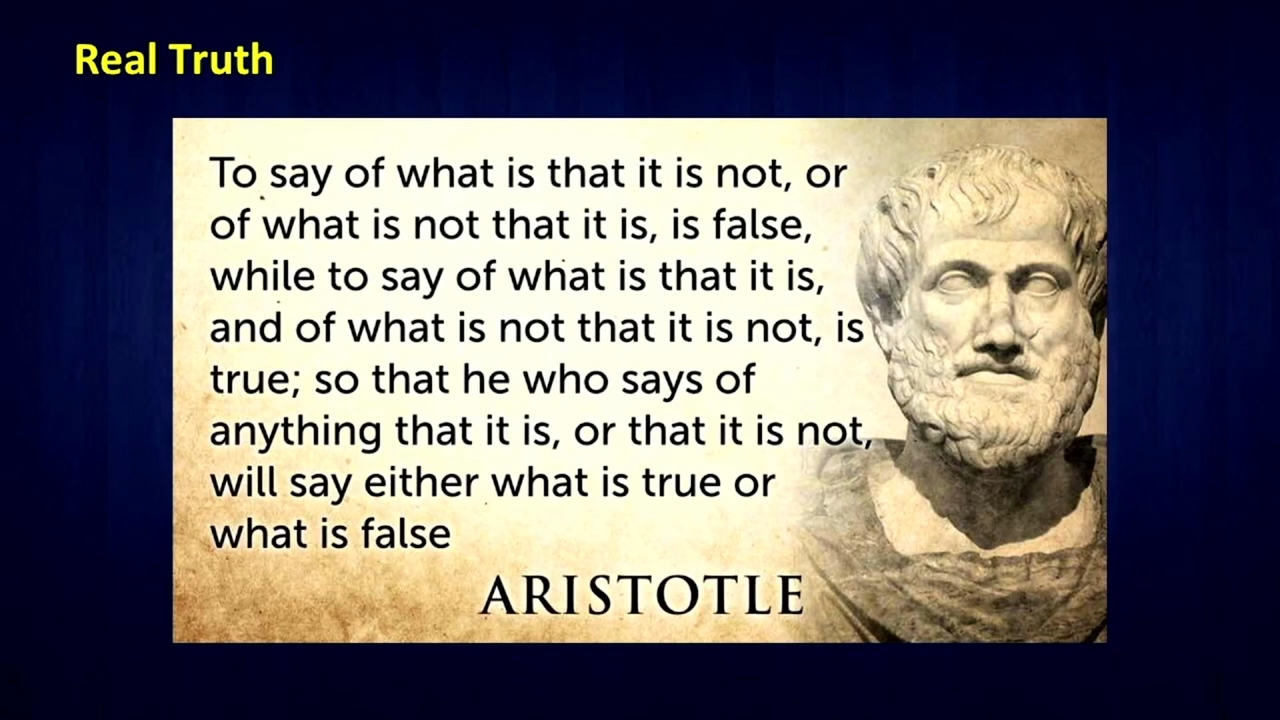 Real Truth
To say of what is that it is not, or
of what is not that it is, is false,
while to say of what is that it is,
and of what is not that it is not, is
true; so that he who says of
anything that it is, or that it is not,
will say either what is true or
what is false
ARISTOTLE